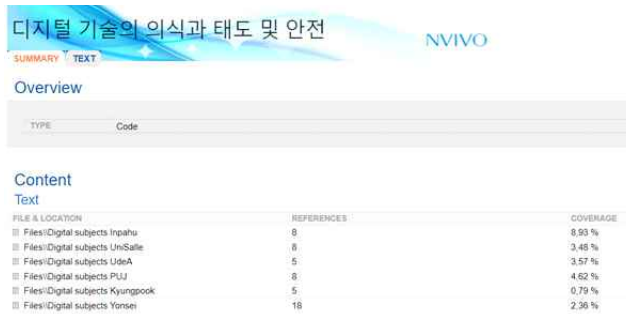 디지털 기술의 의식과 태도 및 안전
NVIVO
SUMMARY TEXT
Overview
TYPE Code
Content
Text
FILE & LOCATION REFERENCES COVERAGE
Files\\Digital subjects Inpahu 8 8,93 %
Files\\Digital subjects UniSalle 8 3,48 %
Files\\Digital subjects UdeA 5 3,57 %
Files\\Digital subjects PUJ 8 4,62 %
Files\\Digital subjects Kyungpook 5 0,79 %
Files\\Digital subjects Yonsei 18 2,36 %